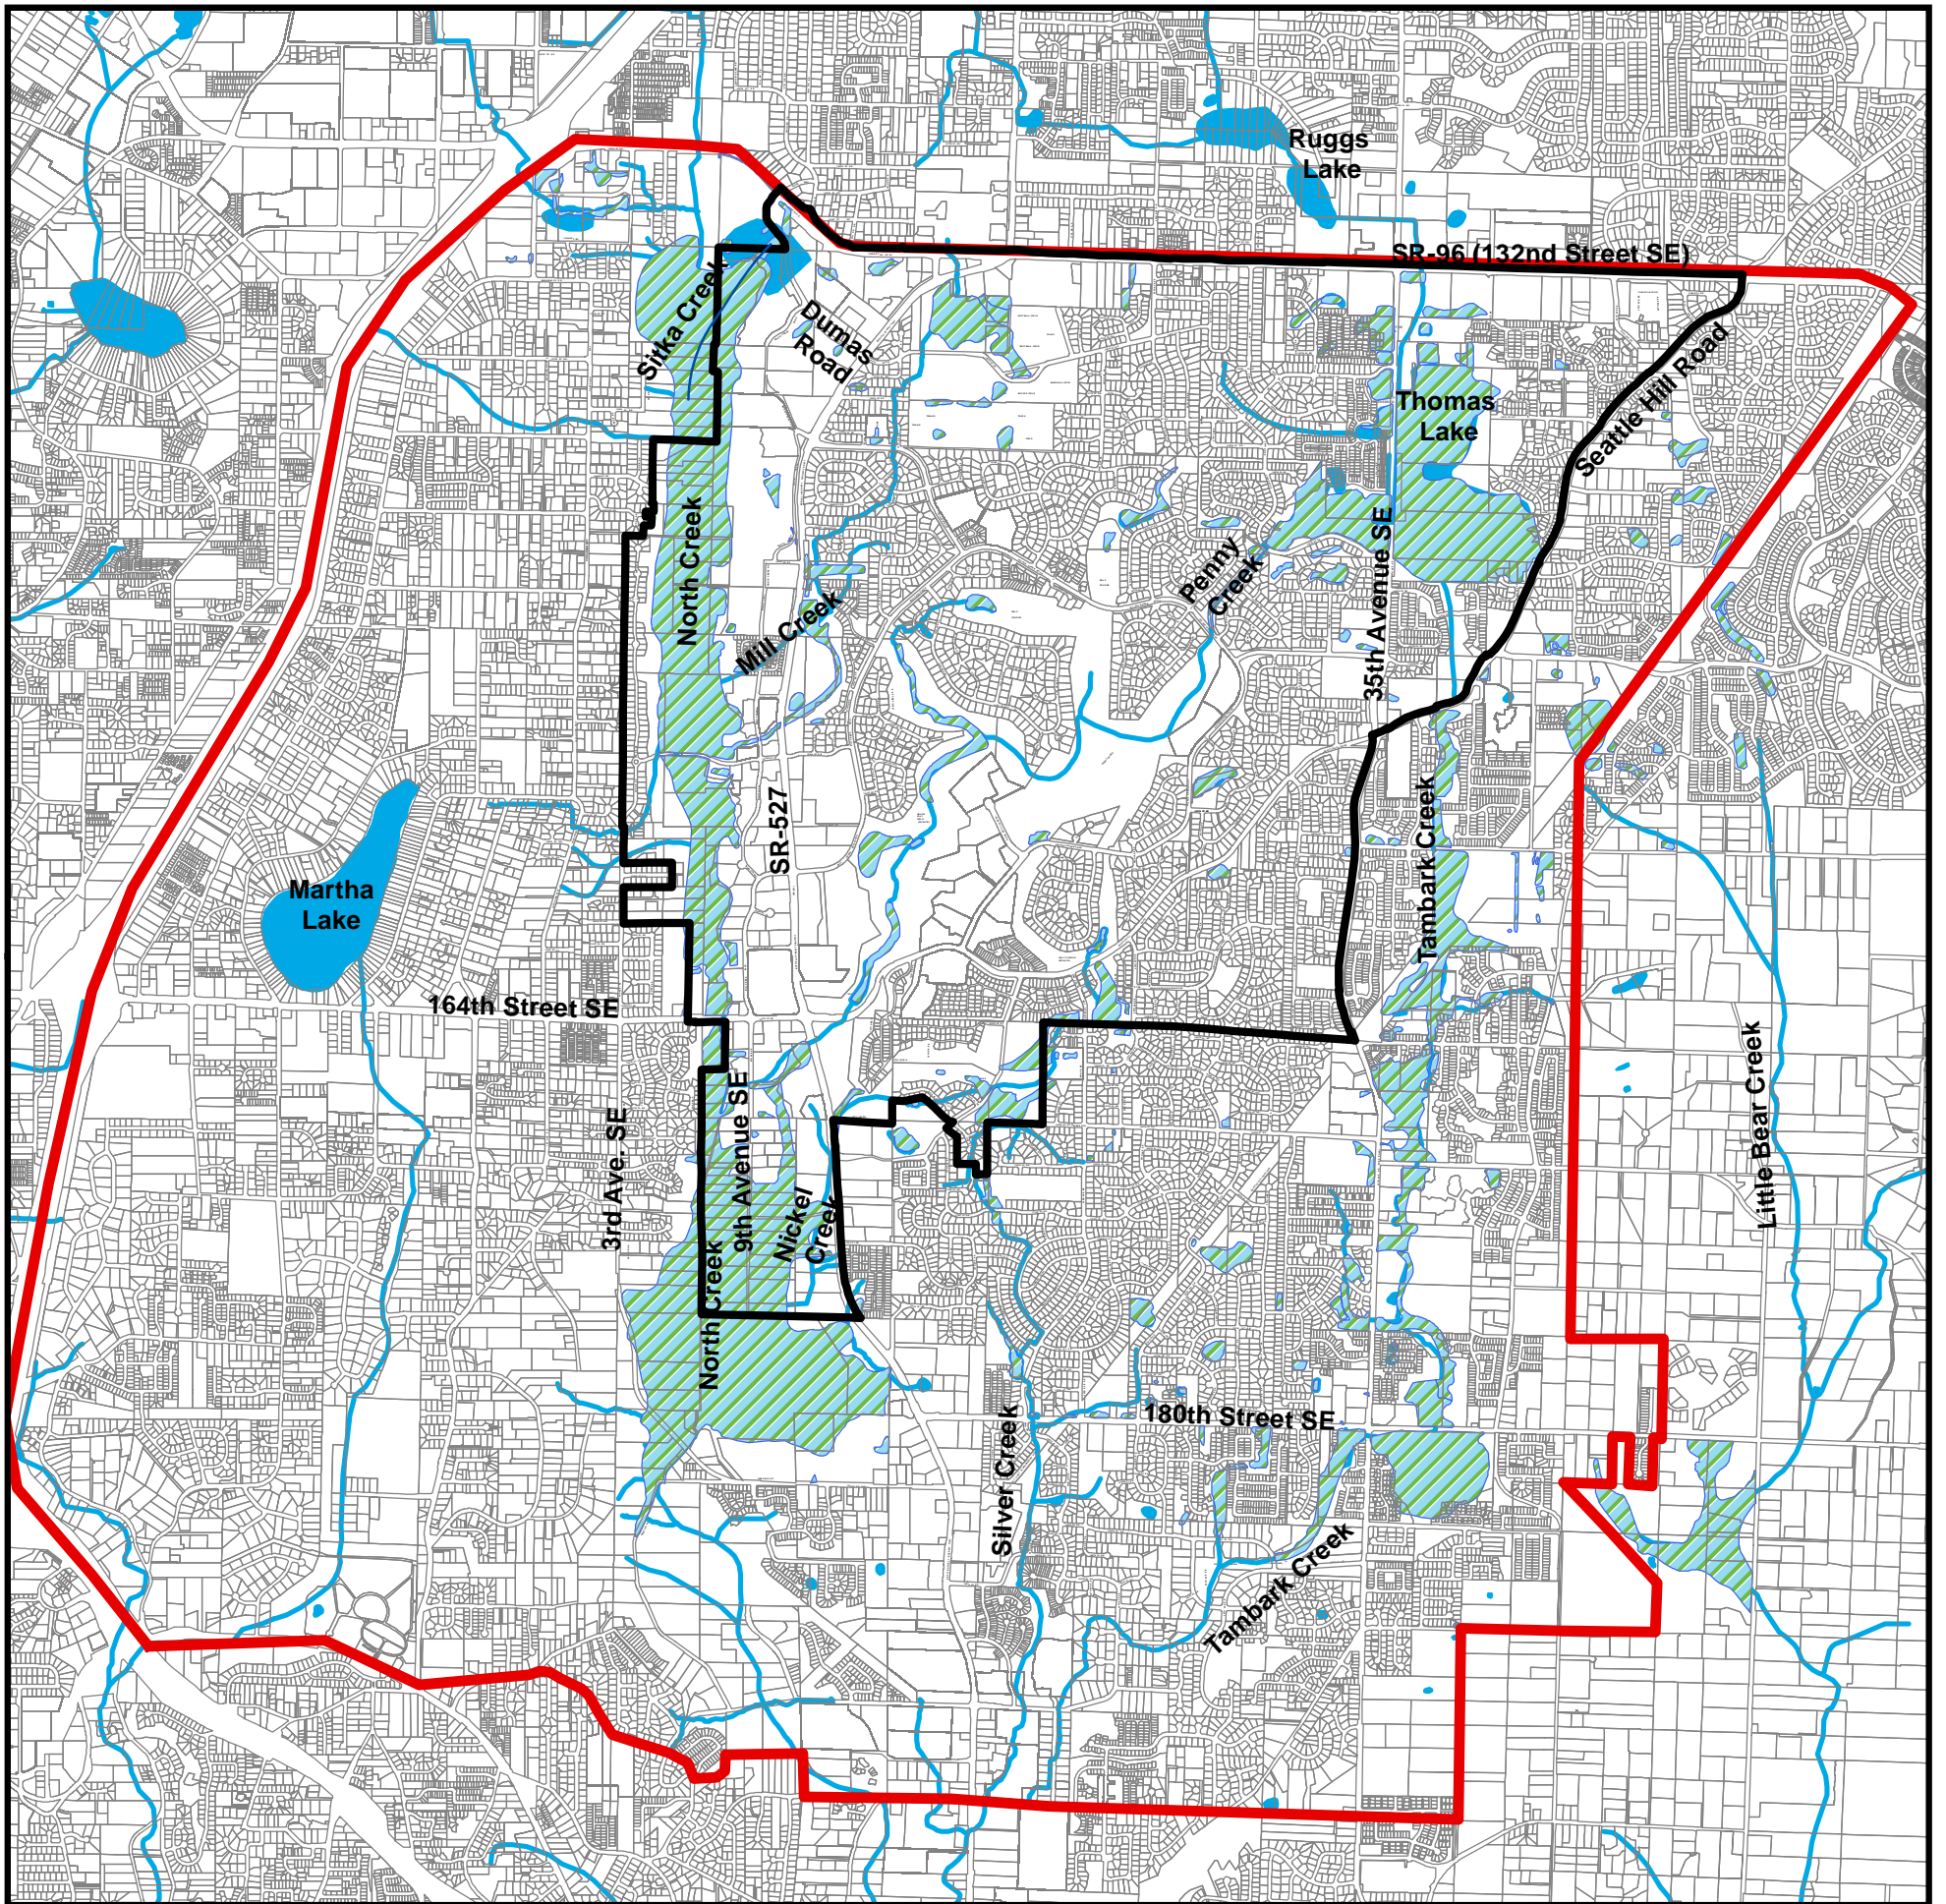 Ruggs
Lake
SR-96 (132nd Street SE)
Sitka Creek
Dumas
Road
Seattle Hill Road
Thomas
Lake
North Creek
Penny
Creek
35th Avenue SE
Mill Creek
SR-527
Tambark Creek
Martha
Lake
164th Street SE
Little Bear Creek
3rd Ave. SE
9th Avenue SE
Nickel
Creek
North Creek
180th Street SE
Silver Creek
Tambark Creek